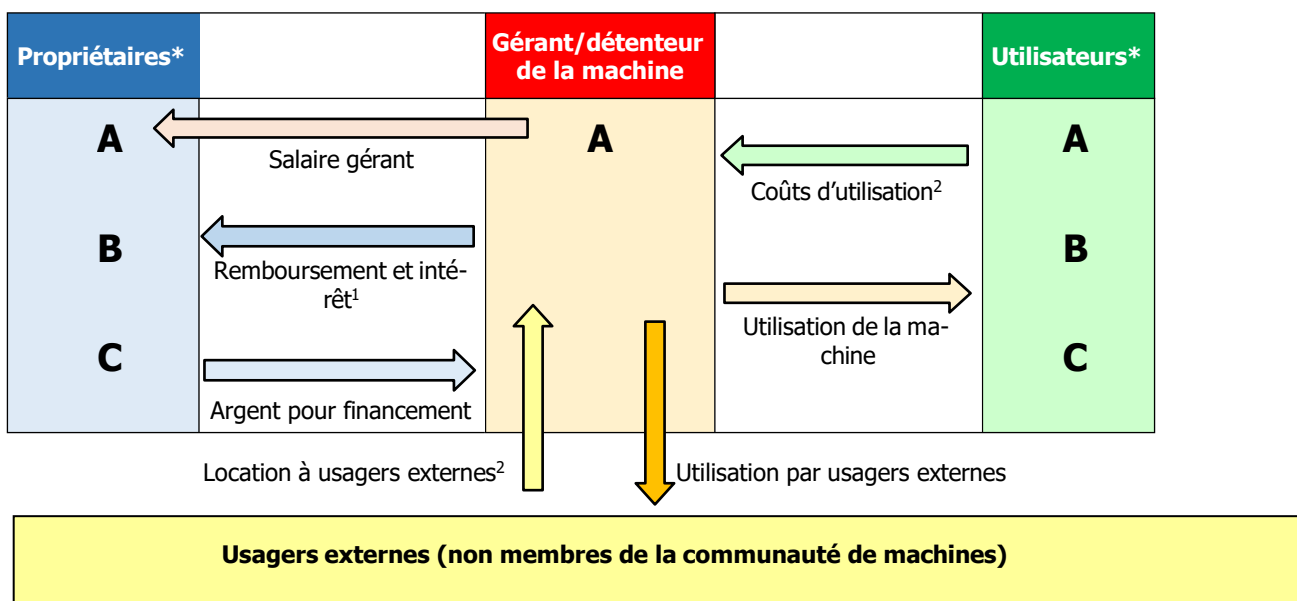 Propriétaires*
Gérant/détenteur
de la machine
Utilisateurs*
A
Salaire gérant
A
A
Coûts d’utilisation²
B
Remboursement et inté-
rêt¹
B
Utilisation de la ma-
chine
C
C
Argent pour financement
Location à usagers externes²
Utilisation par usagers externes
Usagers externes (non membres de la communauté de machines)